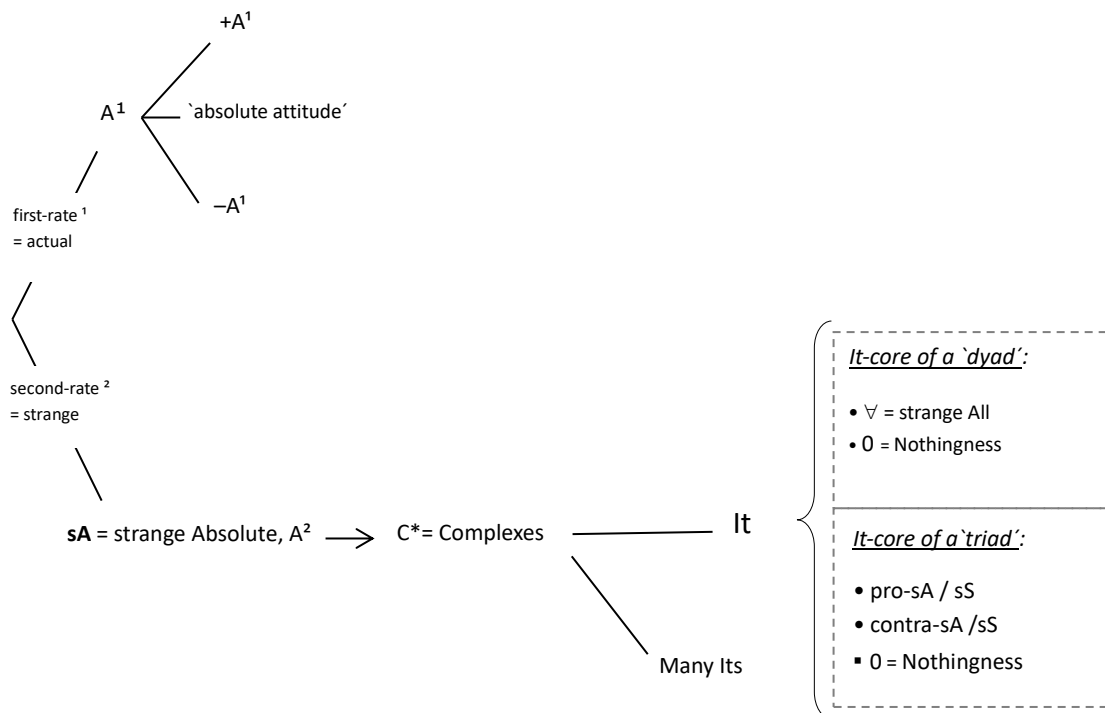 +A¹
A¹
`absolute attitude´
–A¹
first-rate ¹
= actual
second-rate ²
= strange
sA = strange Absolute, A²
C*= Complexes
It
Many Its
It-core of a `dyad´:
• ∀ = strange All
• 0 = Nothingness
It-core of a`triad´:
• pro-sA / sS
• contra-sA /sS
▪ 0 = Nothingness